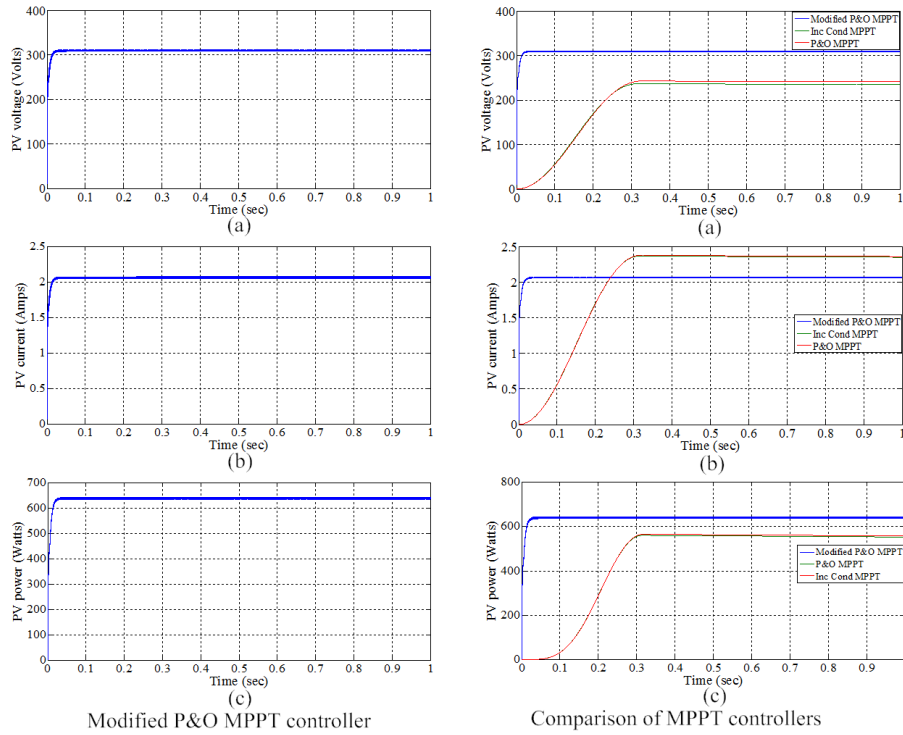 400
300
200
100
0
PV voltage (Volts)
0 0.1 0.2 0.3 0.4 0.5 0.6 0.7 0.8 0.9 1
Time (sec)
(a)
400
300
200
100
0
PV voltage (Volts)
Modified P&O MPPT
Inc Cond MPPT
P&O MPPT
0 0.1 0.2 0.3 0.4 0.5 0.6 0.7 0.8 0.9 1
Time (sec)
(a)
2.5
2
1.5
1
0.5
0
PV current (Amps)
0 0.1 0.2 0.3 0.4 0.5 0.6 0.7 0.8 0.9 1
Time (sec)
(b)
2.5
2
1.5
1
0.5
0
PV current (Amps)
Modified P&O MPPT
Inc Cond MPPT
P&O MPPT
0 0.1 0.2 0.3 0.4 0.5 0.6 0.7 0.8 0.9 1
Time (sec)
(b)
700
600
500
400
300
200
100
0
PV power (Watts)
0 0.1 0.2 0.3 0.4 0.5 0.6 0.7 0.8 0.9 1
Time (sec)
(c)
Modified P&O MPPT controller
800
600
400
200
0
PV power (Watts)
Modified P&O MPPT
P&O MPPT
Inc Cond MPPT
0 0.1 0.2 0.3 0.4 0.5 0.6 0.7 0.8 0.9
Time (sec)
(c)
Comparison of MPPT controllers